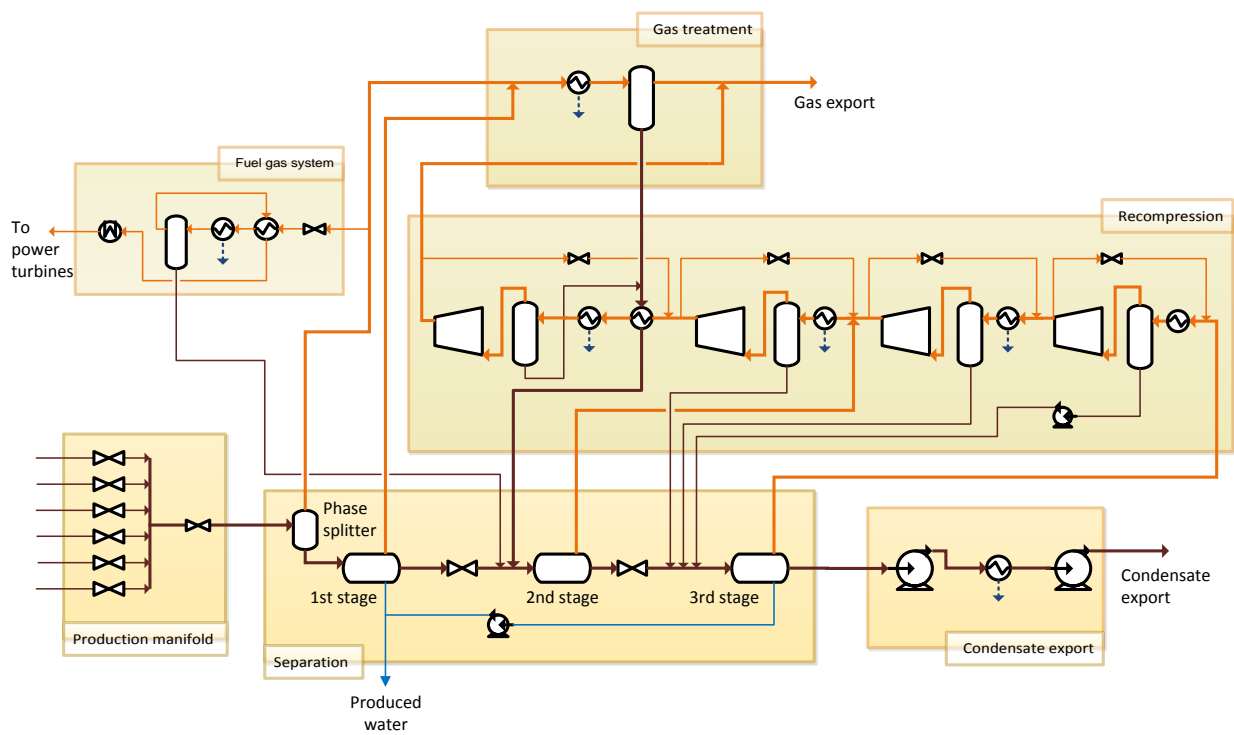 Gas treatment
Gas export
Fuel gas system
To
power
turbines
Recompression
Phase
splitter
1st stage
2nd stage
3rd stage
Condensate
export
Production manifold
Separation
Condensate export
Produced
water